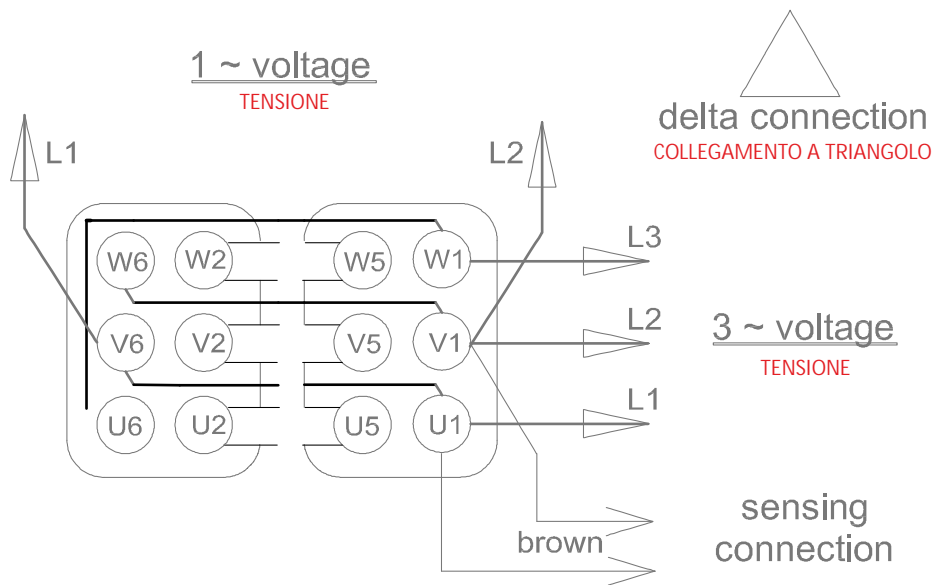 1 ~ voltage
TENSIONE
delta connection
COLLEGAMENTO A TRIANGOLO
L1
L2
W6 W2 W5 W1
L3
V6 V2 V5 V1
L2
3 ~ voltage
TENSIONE
U6 U2 U5 U1
L1
brown
sensing
connection